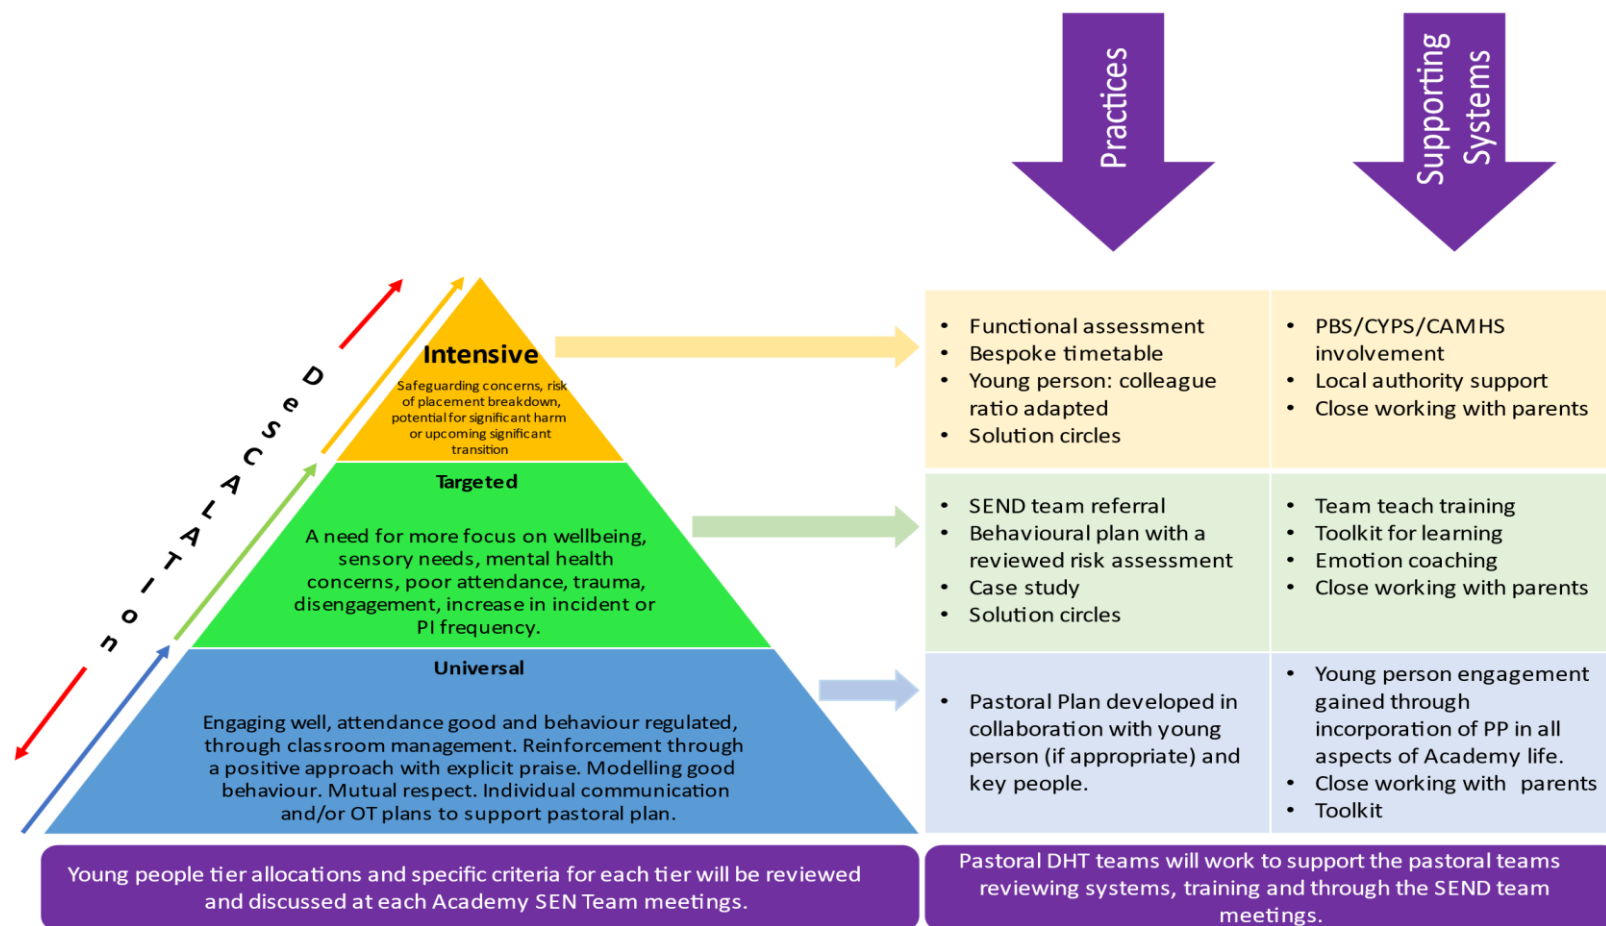 Practices
Supporting
Systems
DeSCALATIon
Intensive
Safeguarding concerns, risk
of placement breakdown,
potential for significant harm
or upcoming significant
transition
• Functional assessment
• Bespoke timetable
• Young person: colleague
ratio adapted
• Solution circles
• PBS/CYPS/CAMHS
involvement
• Local authority support
• Close working with parents
Targeted
A need for more focus on wellbeing,
sensory needs, mental health
concerns, poor attendance, trauma,
disengagement, increase in incident or
PI frequency.
• SEND team referral
• Behavioural plan with a
reviewed risk assessment
• Case study
• Solution circles
• Team teach training
• Toolkit for learning
• Emotion coaching
• Close working with parents
Universal
Engaging well, attendance good and behaviour regulated,
through classroom management. Reinforcement through
a positive approach with explicit praise. Modelling good
behaviour. Mutual respect. Individual communication
and/or OT plans to support pastoral plan.
• Pastoral Plan developed in
collaboration with young
person (if appropriate) and
key people.
• Young person engagement
gained through
incorporation of PP in all
aspects of Academy life.
• Close working with parents
• Toolkit
Young people tier allocations and specific criteria for each tier will be reviewed
and discussed at each Academy SEN Team meetings.
Pastoral DHT teams will work to support the pastoral teams
reviewing systems, training and through the SEND team
meetings.